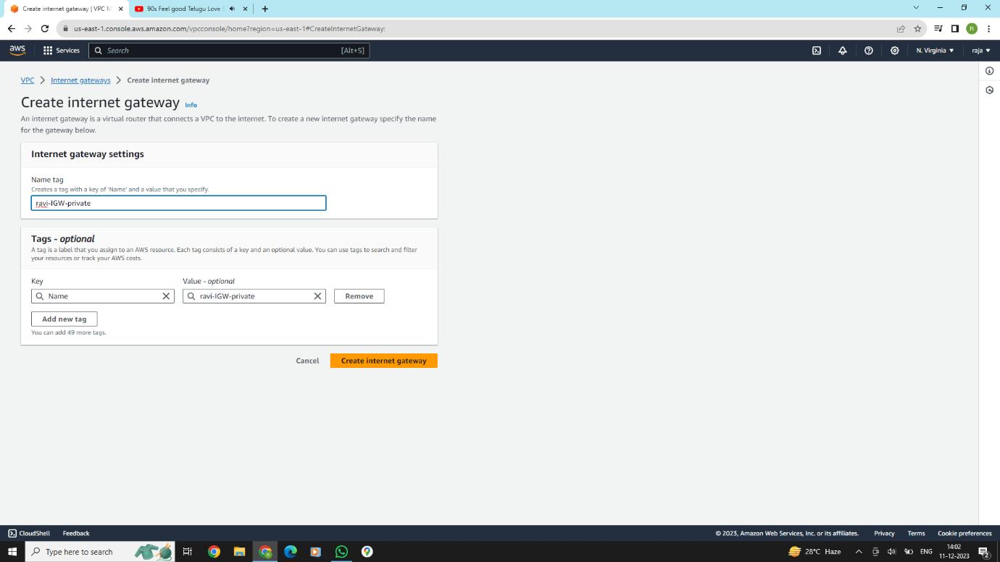 Create internet gateway | VPC M
90s Feel good Telugu Love S
us-east-1.console.aws.amazon.com/vpcconsole/home?region=us-east-1#CreateInternetGateway:
R
aws
Services
Search
[Alt+S]
N. Virginia
raja
VPC
Internet gateways
Create internet gateway
Create internet gateway Info
An internet gateway is a virtual router that connects a VPC to the internet. To create a new internet gateway specify the name
for the gateway below.
Internet gateway settings
Name tag
Creates a tag with a key of 'Name' and a value that you specify.
ravi-IGW-private
Tags - optional
A tag is a label that you assign to an AWS resource. Each tag consists of a key and an optional value. You can use tags to search and filter
your resources or track your AWS costs.
Key
Value - optional
Name
ravi-IGW-private
Remove
Add new tag
You can add 49 more tags.
Cancel
Create internet gateway
CloudShell
Feedback
© 2023, Amazon Web Services, Inc. or its affiliates.
Privacy
Terms
Cookie preferences
Type here to search
28°C Haze
ENG
14:02
11-12-2023
2